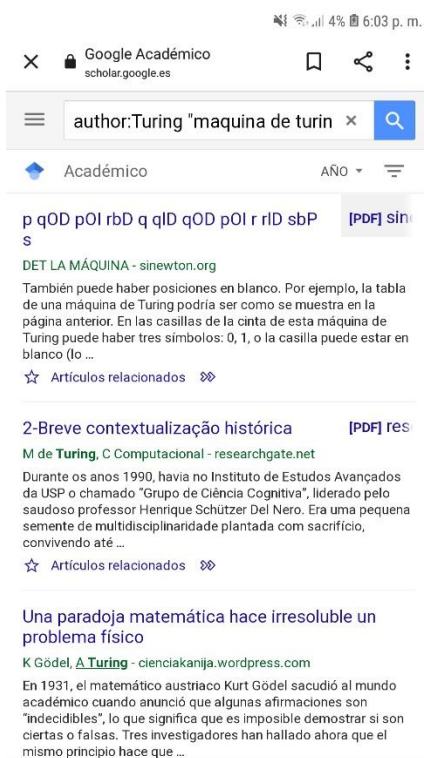 4% 6:03 p. m.
Google Académico
scholar.google.es
author:Turing "maquina de turin
Académico
AÑO
p qOD pOI rbD q qlD qOD pOI r rlD sbP
s
[PDF] sin
DET LA MÁQUINA - sinewton.org
También puede haber posiciones en blanco. Por ejemplo, la tabla
de una máquina de Turing podría ser como se muestra en la
página anterior. En las casillas de la cinta de esta máquina de
Turing puede haber tres símbolos: 0, 1, o la casilla puede estar en
blanco (lo ...
Artículos relacionados
2-Breve contextualização histórica
[PDF] res
M de Turing, C Computacional - researchgate.net
Durante os anos 1990, havia no Instituto de Estudos Avançados
da USP o chamado "Grupo de Ciência Cognitiva", liderado pelo
saudoso professor Henrique Schützer Del Nero. Era uma pequena
semente de multidisciplinaridade plantada com sacrifício,
convivendo até ...
Artículos relacionados
Una paradoja matemática hace irresoluble un
problema físico
K Gödel, A Turing - cienciakanija.wordpress.com
En 1931, el matemático austriaco Kurt Gödel sacudió al mundo
académico cuando anunció que algunas afirmaciones son
"indecidibles", lo que significa que es imposible demostrar si son
ciertas o falsas. Tres investigadores han hallado ahora que el
mismo principio hace que ...